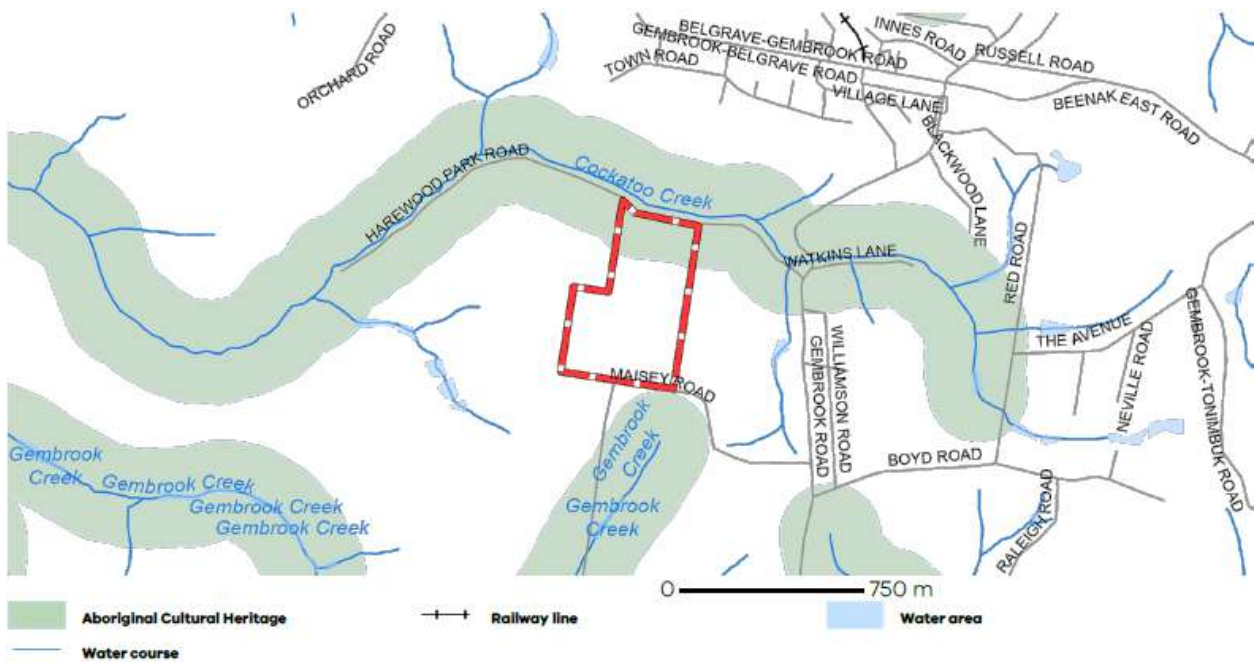 INNES ROAD
BELGRAVE-GEMBROOK ROAD
GEMBROOK-BELGRAVE ROAD
RUSSELL ROAD
TOWN ROAD
ORCHARD ROAD
VILLAGE LANE
BEENAK EAST ROAD
BLACKWOOD LANE
HAREWOOD PARK ROAD
Cockatoo Creek
WATKINS LANE
RED ROAD
GEMBROOK-TONIMBUK ROAD
THE AVENUE
NEVILLE ROAD
WILLIAMSON ROAD
GEMBROOK ROAD
MAISEY ROAD
Gembrook
Creek
BOYD ROAD
Gembrook
Creek
Gembrook Creek
Gembrook Creek
Gembrook Creek
Gembrook
Creek
RALEIGH ROAD
0 750 m
Aboriginal Cultural Heritage
Railway line
Water area
Water course